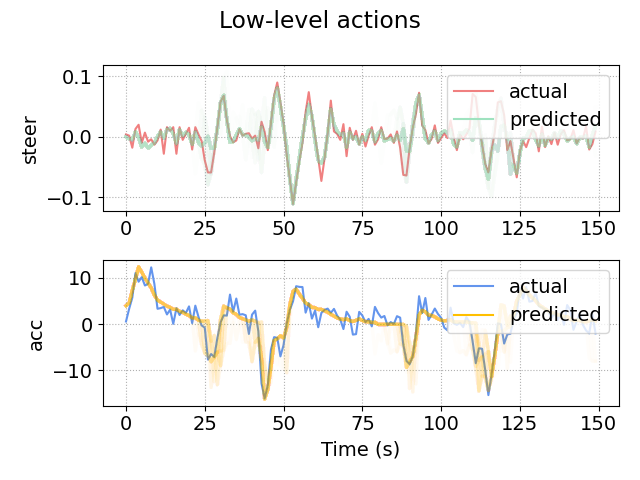 Low-level actions
0.1
0.0
−0.1
steer
actual
predicted
0 25 50 75 100 125 150
10
0
−10
acc
actual
predicted
0 25 50 75 100 125 150
Time (s)